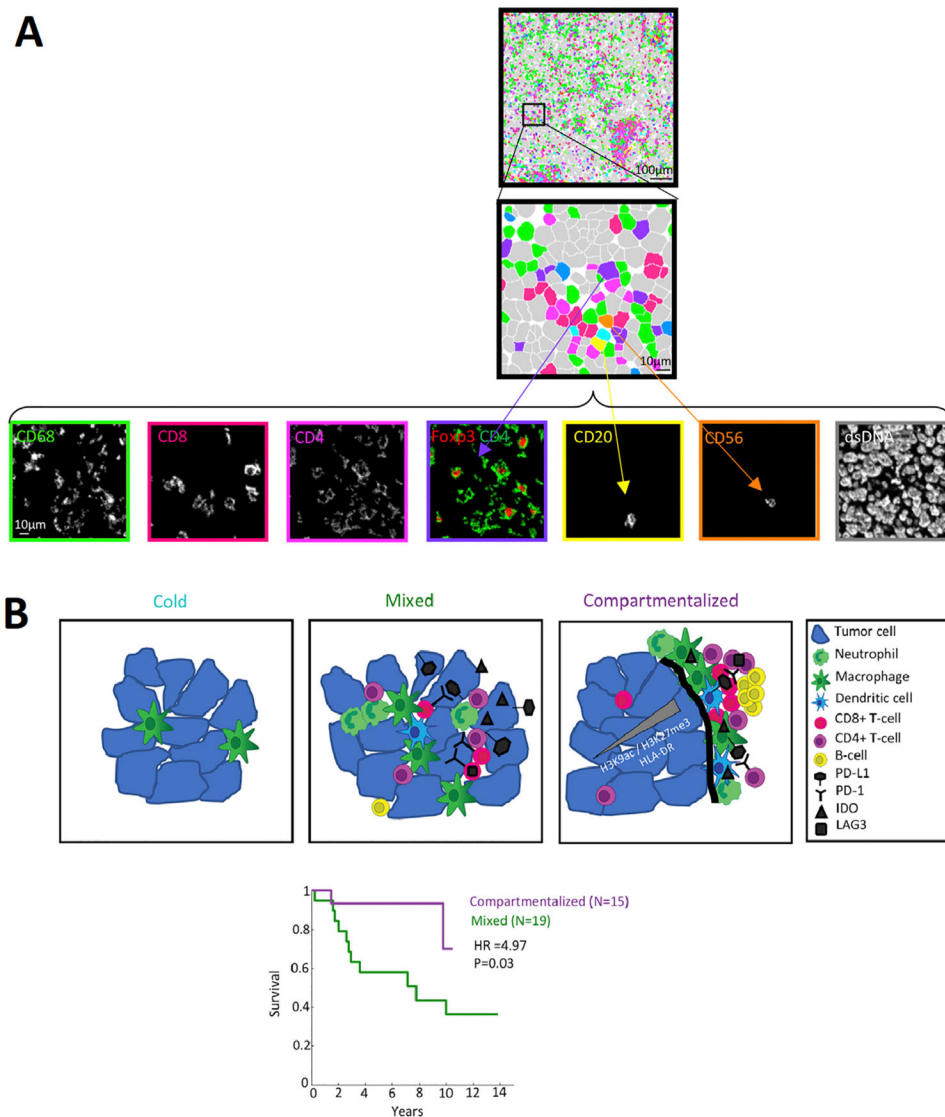 A
100µm
10µm
CD68
CD8
CD4
Foxp3 CD4
CD20
CD56
dsDNA
10µm
B
Cold
Mixed
Compartmentalized
H3K9ac / H3K27me3
HLA-DR
Tumor cell
Neutrophil
Macrophage
Dendritic cell
CD8+ T-cell
CD4+ T-cell
B-cell
PD-L1
PD-1
IDO
LAG3
Compartmentalized (N=15)
Mixed (N=19)
HR =4.97
P=0.03
Survival
1
0.8
0.6
0.4
0.2
0
0 2 4 6 8 10 12 14
Years